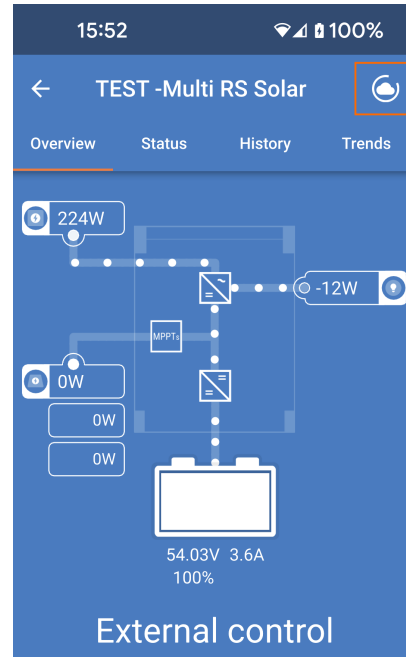 15:52 100%
TEST -Multi RS Solar
Overview Status History Trends
224W
-12W
MPPTs
0W
0W
0W
54.03V 3.6A
100%
External control